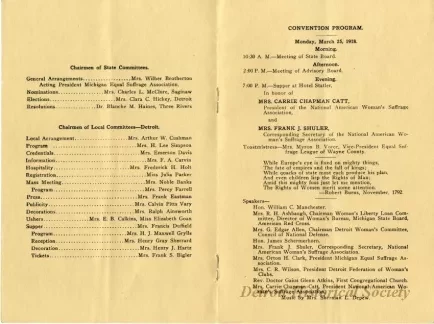 Chairmen of State Committees.
General Arrangements..................Mrs. Wilber Brotherton
Acting President Michigan Equal Suffrage Association.
Nominations................Mrs. Charles L. McClure, Saginaw
Elections......................Mrs. Clara C. Hickey, Detroit
Resolutions..............Dr. Blanche M. Haines, Three Rivers
Chairmen of Local Committees—Detroit.
Local Arrangement..................Mrs. Arthur W. Cushman
Program..............................Mrs. H. Lee Simpson
Credentials..........................Mrs. Sweeten Davis
Information..........................Mrs. F. A. Carvin
Hospitality..........................Mrs. Frederick H. Holt
Registration.........................Miss Julia Parker
Mass Meeting.........................Mrs.
Program..............................Mrs. Percy Farrell
Press................................Mrs. Frank Eastman
Publicity............................Mrs. Calvin Fitts Vary
Decorations..........................Mrs. Ralph Ainsworth
Ushers...............Mrs. E. B. Caulkins, Miss Elizabeth Goux
Supper...............................Mrs. Francis Duffield
Program..............................Mrs. H. J. Maxwell Grylls
Reception............................Mrs. Henry Gray Sherrard
Decoration...........................Mrs. Henry J. Hartz
Tickets..............................Mrs. Frank S. Bigler
CONVENTION PROGRAM.
Monday, March 25, 1918.
Morning.
10:30 A. M.—Meeting of State Board.
Afternoon.
2:00 P. M.—Meeting of Advisory Board.
Evening.
7:00 P. M.—Supper at Hotel Statler.
In honor of
MRS. CARRIE CHAPMAN CATT,
President of the National American Woman's Suffrage
Association,
and
MRS. FRANK J. SHULER,
Corresponding Secretary of the National American Wo-
man's Suffrage Association.
Toastmistress—Mrs. Myron B. Vorce, Vice-President Equal Suf-
frage League of Wayne County.
While Europe's eye is fixed on mighty things,
The fate of empires and the fall of kings;
While quacks of state must each produce his plan,
And even children lisp the Rights of Man;
Amid this mighty fuss just let me mention,
The Rights of Women merit some attention.
—Robert Burns, November, 1792
Speakers—
Hon. William C. Manchester.
Mrs. R. H. Ashbaugh, Chairman Woman's Liberty Loan Com-
mittee, Director of Woman's Bureau, Michigan State Board,
American Red Cross.
Mrs. G. Edgar Allen, Chairman Detroit Woman's Committee,
Council of National Defense.
Hon. James Schermerhorn.
Mrs. Frank J. Shuler, Corresponding Secretary, National
American Woman's Suffrage Association.
Mrs. Orton H. Clark, President Michigan Equal Suffrage As-
sociation.
Mrs. C. R. Wilson, President Detroit Federation of Woman's
Clubs.
Rev. Doctor Gaius Glenn Atkins, First Congregational Church.
Mrs. Carrie Chapman Catt, President National American Wo-
man's Suffrage Association.
Music by Mrs. Sherman L. Depew.
Detroit Historical Society